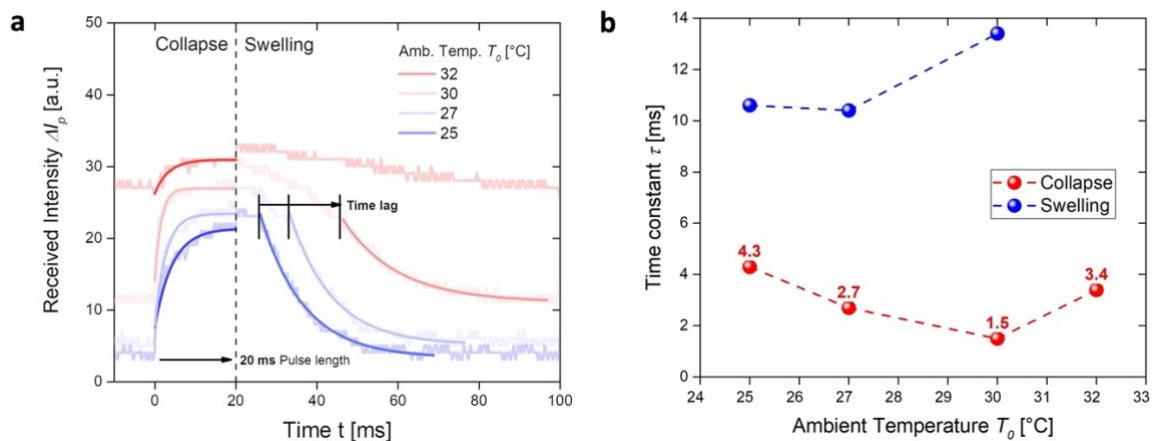 a
Received Intensity ΔIp [a.u.]
50
40
30
20
10
0
Collapse
Swelling
Amb. Temp. T0 [°C]
32
30
27
25
Time lag
20 ms Pulse length
0
20
40
60
80
100
Time t [ms]
b
Time constant τ [ms]
14
12
10
8
6
4
2
0
Collapse
Swelling
4.3
2.7
1.5
3.4
24
25
26
27
28
29
30
31
32
33
Ambient Temperature T0 [°C]